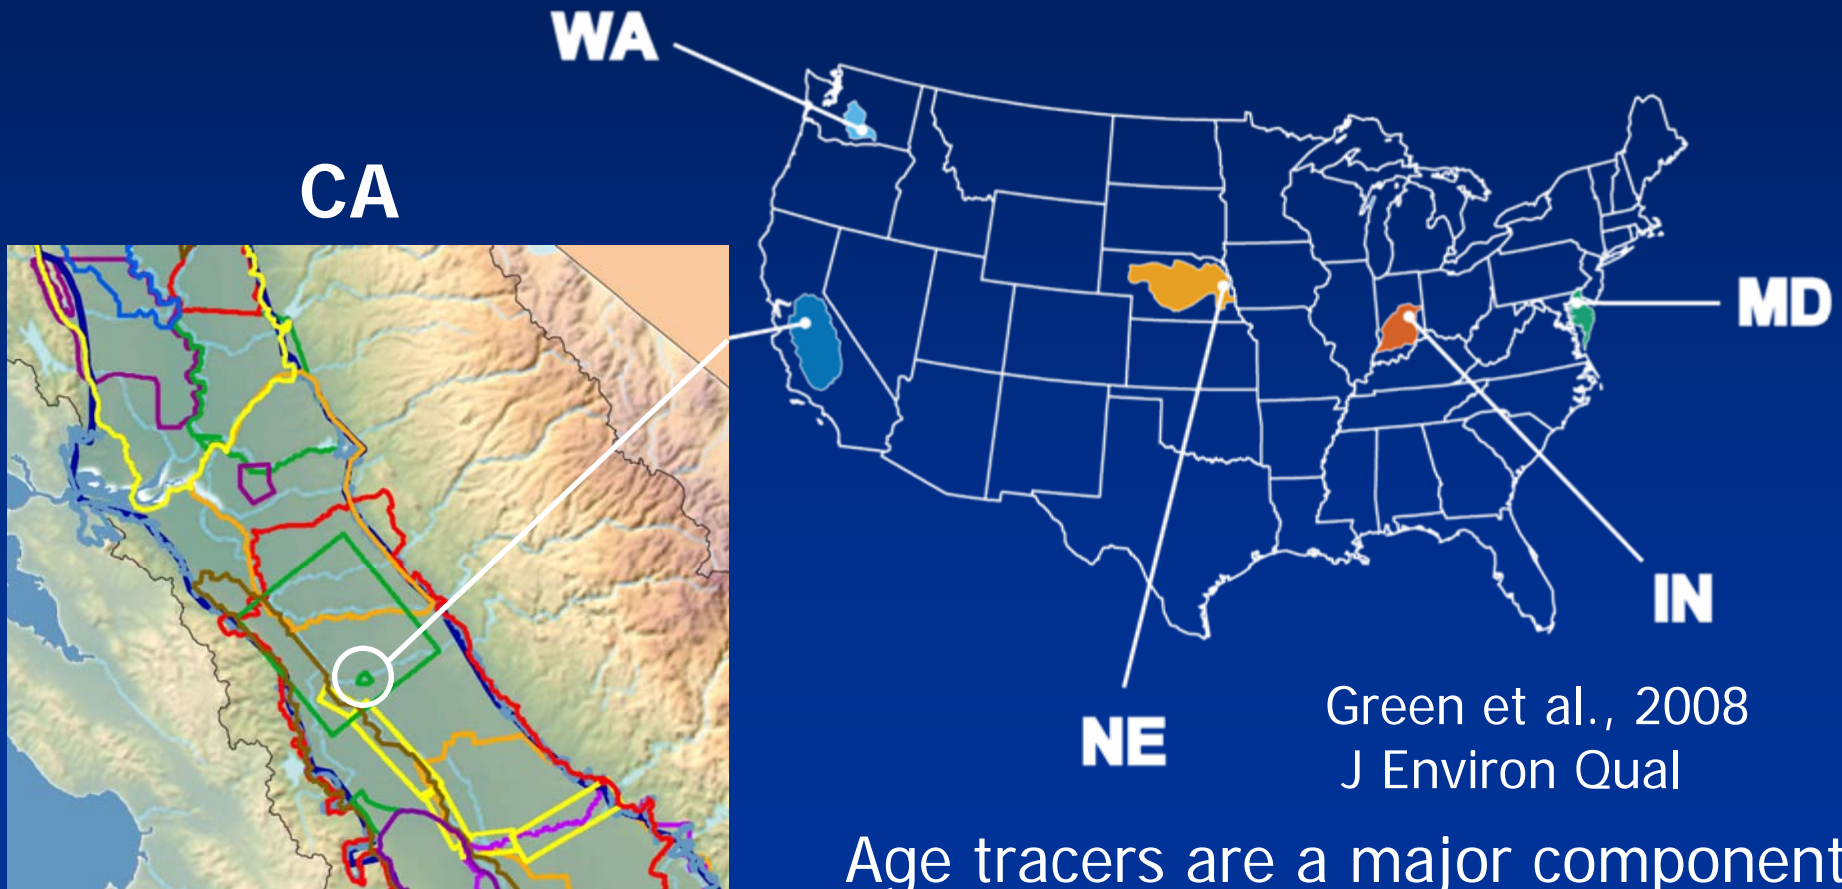 WA
CA
MD
IN
NE
Green et al., 2008
J Environ Qual
Age tracers are a major component